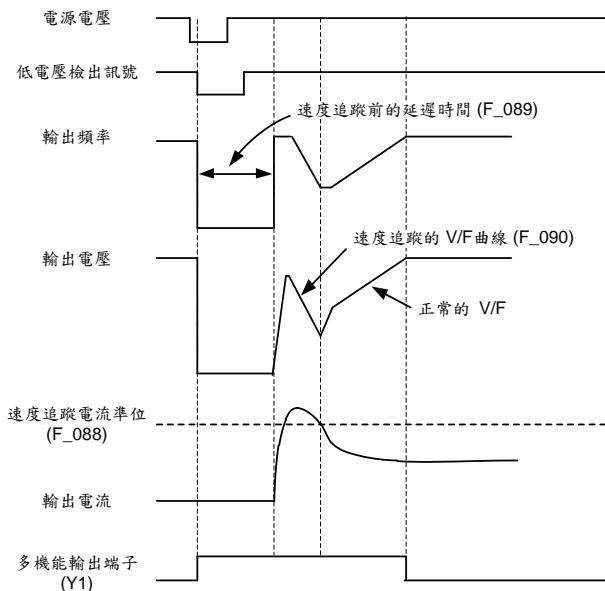 電源電壓
低電壓檢出訊號
速度追蹤前的延遲時間 (F_089)
輸出頻率
速度追蹤的 V/F曲線 (F_090)
輸出電壓
正常的 V/F
速度追蹤電流準位
(F_088)
輸出電流
多機能輸出端子
(Y1)